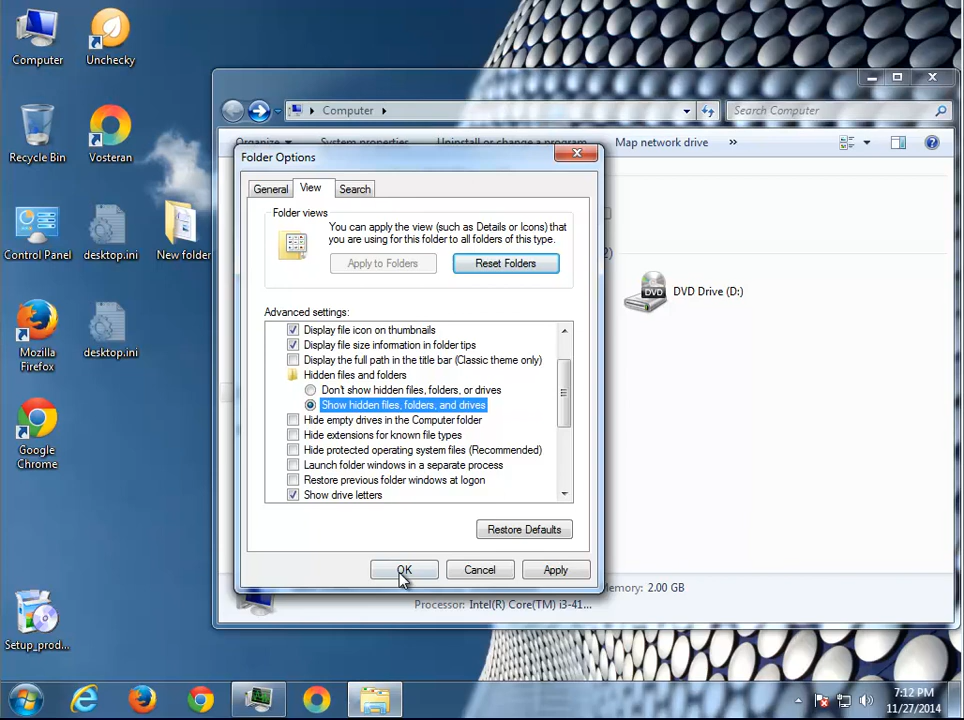 Computer
Unchecky
Recycle Bin
Vosteran
Control Panel
desktop.ini
New folder
Mozilla
Firefox
desktop.ini
Google
Chrome
Setup_prod...
Computer
Search Computer
Organize
System properties
Uninstall or change a program
Map network drive
»
Folder Options
General
View
Search
Folder views
You can apply the view (such as Details or Icons) that
you are using for this folder to all folders of this type.
Apply to Folders
Reset Folders
Advanced settings:
Display file icon on thumbnails
Display file size information in folder tips
Display the full path in the title bar (Classic theme only)
Hidden files and folders
Don't show hidden files, folders, or drives
Show hidden files, folders, and drives
Hide empty drives in the Computer folder
Hide extensions for known file types
Hide protected operating system files (Recommended)
Launch folder windows in a separate process
Restore previous folder windows at logon
Show drive letters
Restore Defaults
OK
Cancel
Apply
2)
DVD
DVD Drive (D:)
Memory: 2.00 GB
Processor: Intel(R) Core(TM) i3-41...
7:12 PM
11/27/2014